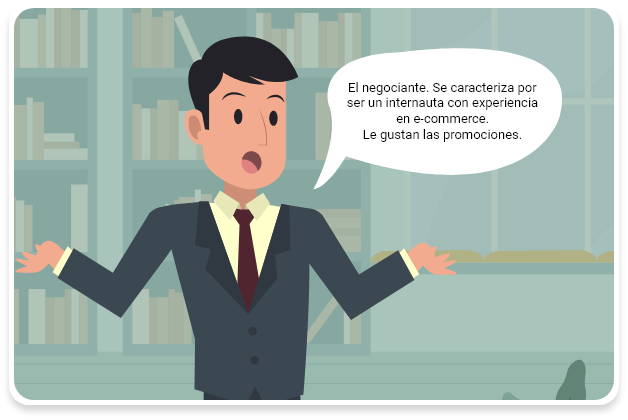 El negociante. Se caracteriza por
ser un internauta con experiencia
en e-commerce.
Le gustan las promociones.